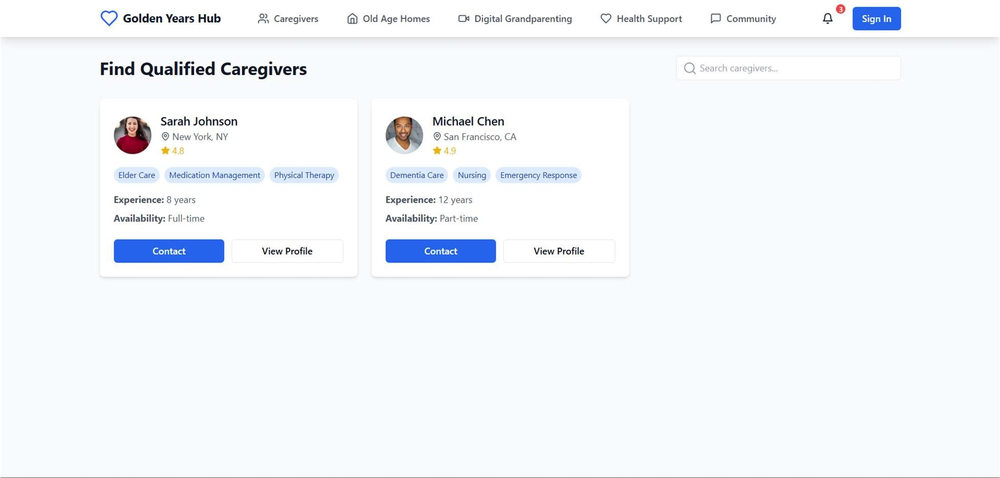 Golden Years Hub Caregivers Old Age Homes Digital Grandparenting Health Support Community 3 Sign In
Find Qualified Caregivers
Search caregivers...
Sarah Johnson
New York, NY
4.8
Elder Care Medication Management Physical Therapy
Experience: 8 years
Availability: Full-time
Contact View Profile
Michael Chen
San Francisco, CA
4.9
Dementia Care Nursing Emergency Response
Experience: 12 years
Availability: Part-time
Contact View Profile